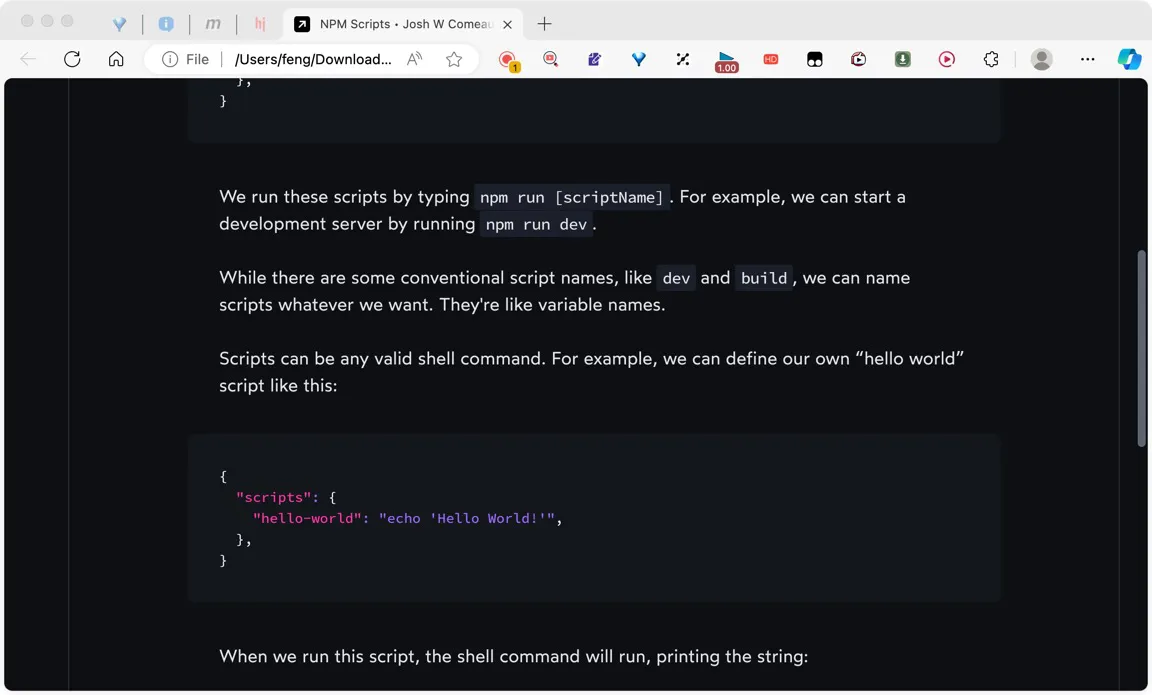 m
hi
NPM Scripts • Josh W Comeau
File
/Users/feng/Download...
1
1.00
HD
},
}
We run these scripts by typing npm run [scriptName]. For example, we can start a
development server by running npm run dev.
While there are some conventional script names, like dev and build, we can name
scripts whatever we want. They're like variable names.
Scripts can be any valid shell command. For example, we can define our own “hello world”
script like this:
{
"scripts": {
"hello-world": "echo 'Hello World!'",
},
}
When we run this script, the shell command will run, printing the string: